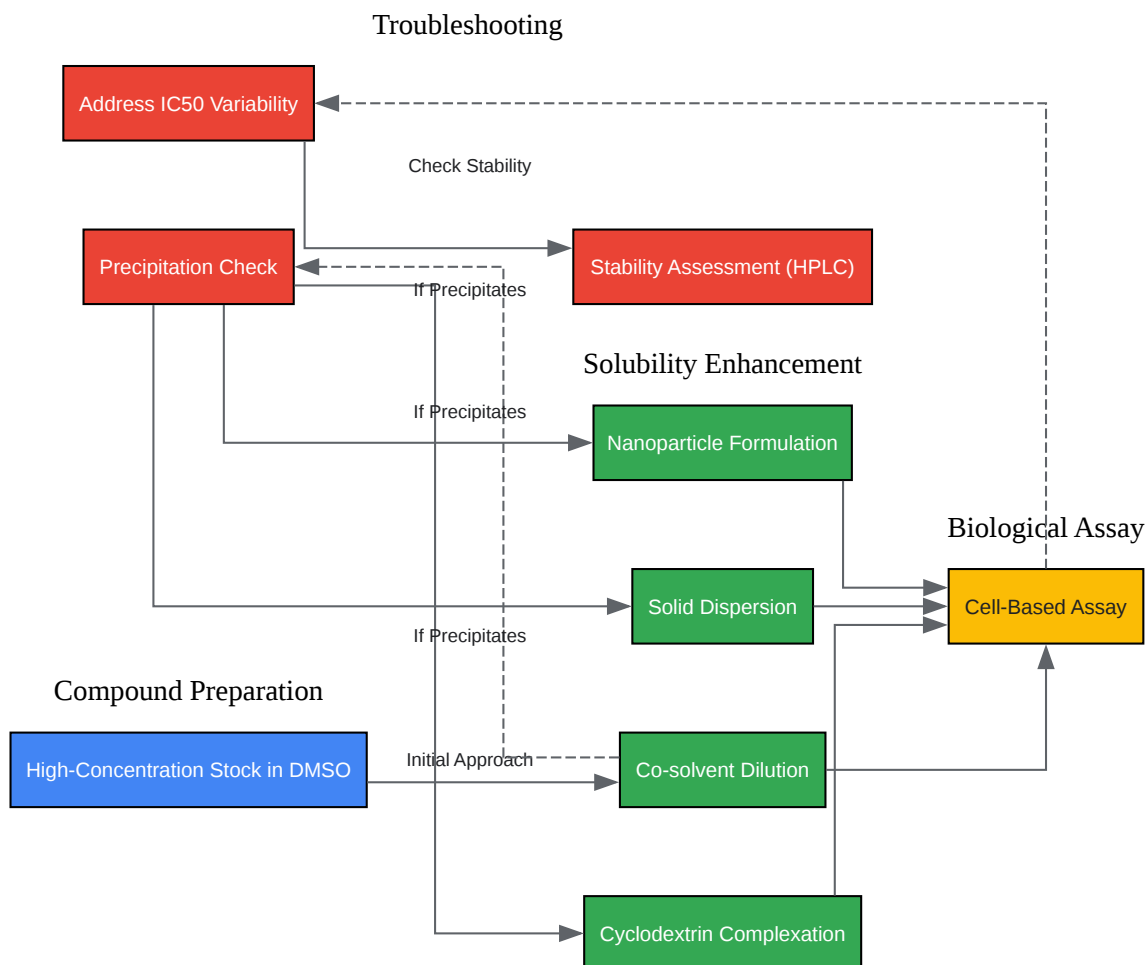 Troubleshooting
Address IC50 Variability
Check Stability
Precipitation Check
Stability Assessment (HPLC)
If Precipitates
Solubility Enhancement
If Precipitates
Nanoparticle Formulation
Biological Assay
Solid Dispersion
Cell-Based Assay
If Precipitates
Compound Preparation
Initial Approach
High-Concentration Stock in DMSO
Co-solvent Dilution
Cyclodextrin Complexation